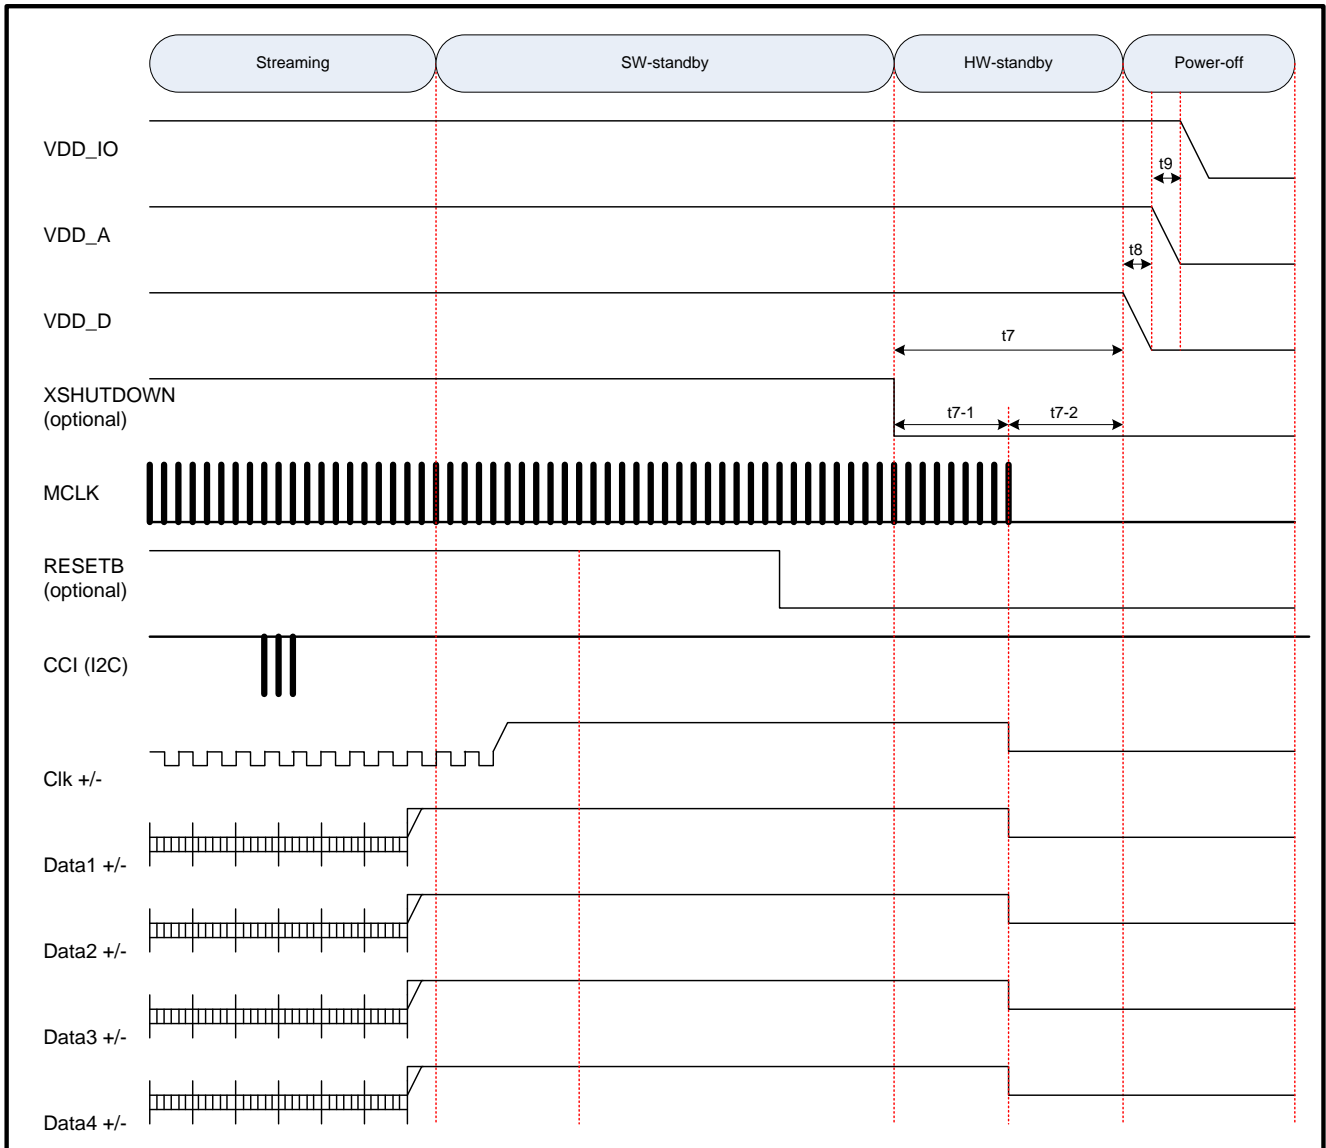 Streaming
SW-standby
HW-standby
Power-off
VDD_IO
t9
VDD_A
t8
VDD_D
t7
XSHUTDOWN
(optional)
t7-1
t7-2
MCLK
RESETB
(optional)
CCI (I2C)
Clk +/-
Data1 +/-
Data2 +/-
Data3 +/-
Data4 +/-